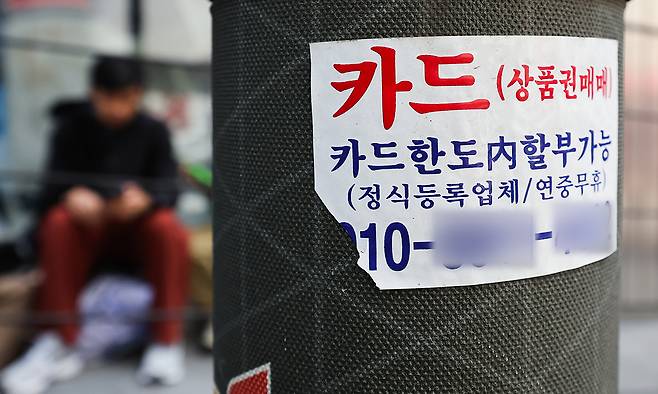 카드 (상품권매매)
카드한도內할부가능
(정식등록업체/연중무휴)
010-